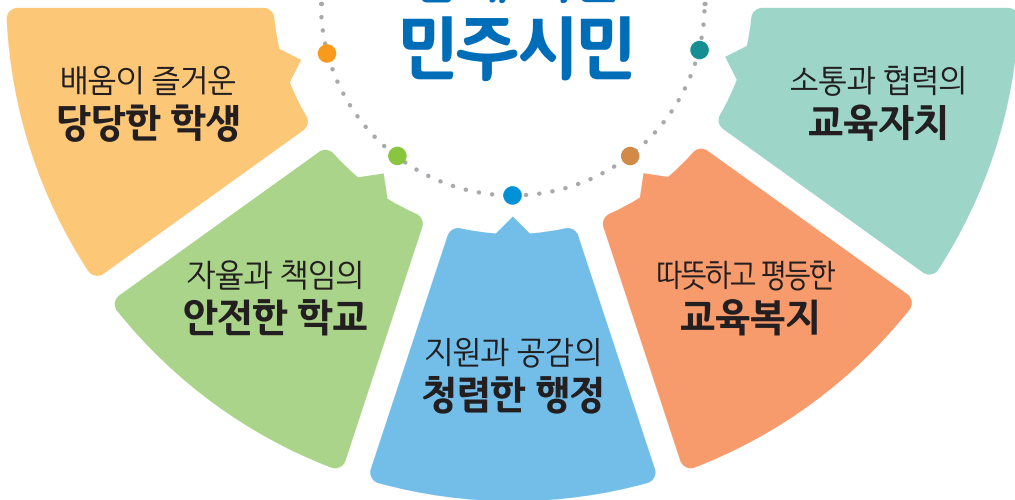 민주시민
배움이 즐거운
당당한 학생
자율과 책임의
안전한 학교
지원과 공감의
청렴한 행정
따뜻하고 평등한
교육복지
소통과 협력의
교육자치